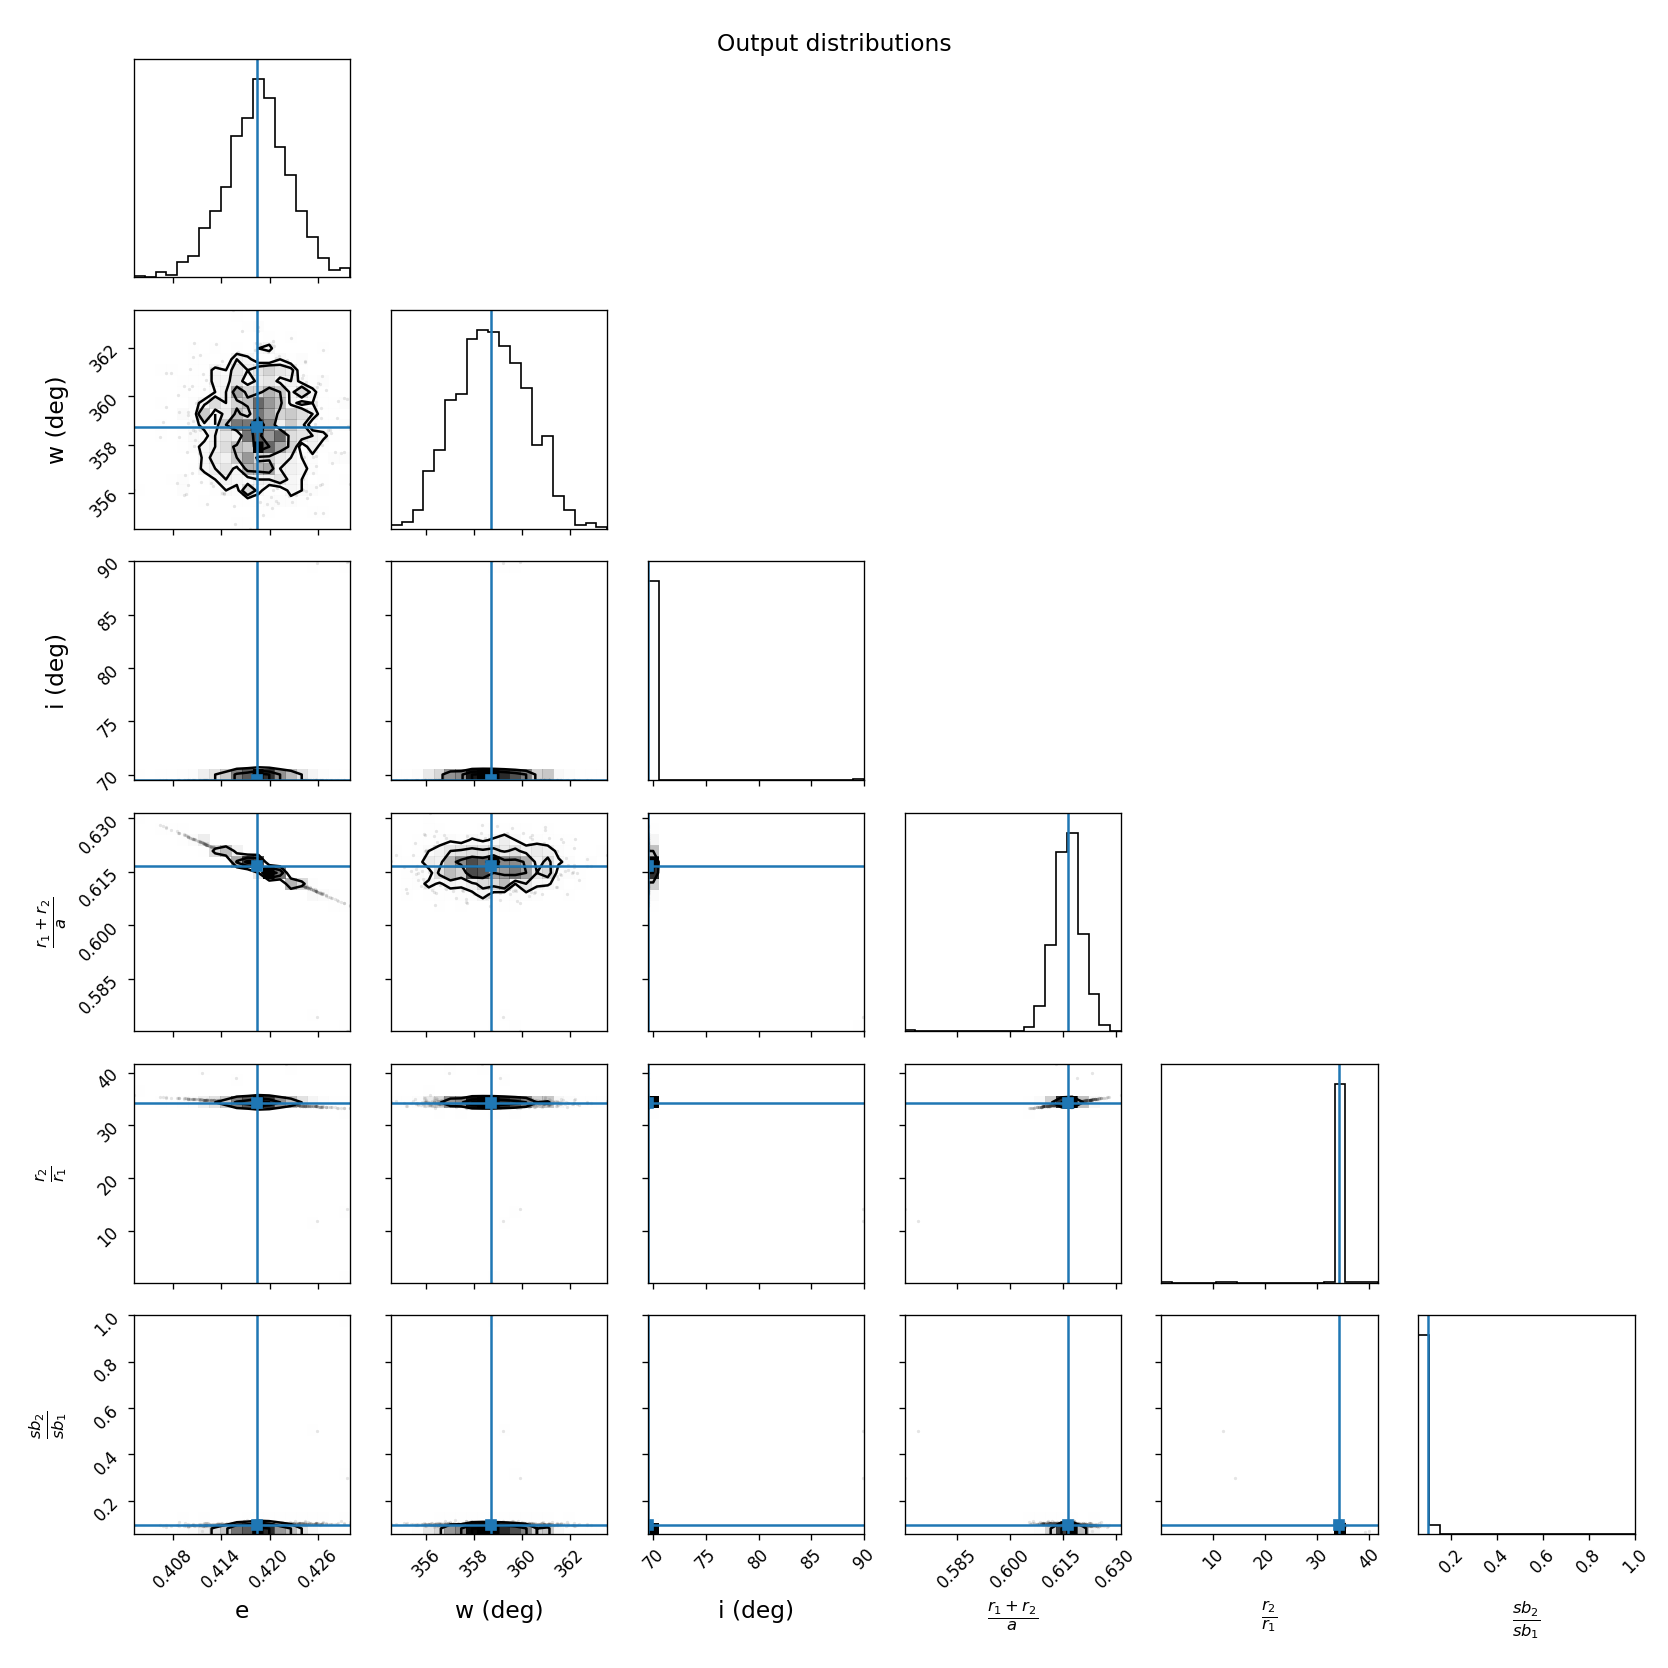 Output distributions
w (deg)
362
360
358
356
i (deg)
90
85
80
75
70
r₁ + r₂
a
0.630
0.615
0.600
0.585
r₂
r₁
40
30
20
10
sb₂
sb₁
1.0
0.8
0.6
0.4
0.2
0.408 0.414 0.420 0.426
356 358 360 362
70 75 80 85 90
0.585 0.600 0.615 0.630
10 20 30 40
0.2 0.4 0.6 0.8 1.0
e
w (deg)
i (deg)
r₁ + r₂
a
r₂
r₁
sb₂
sb₁